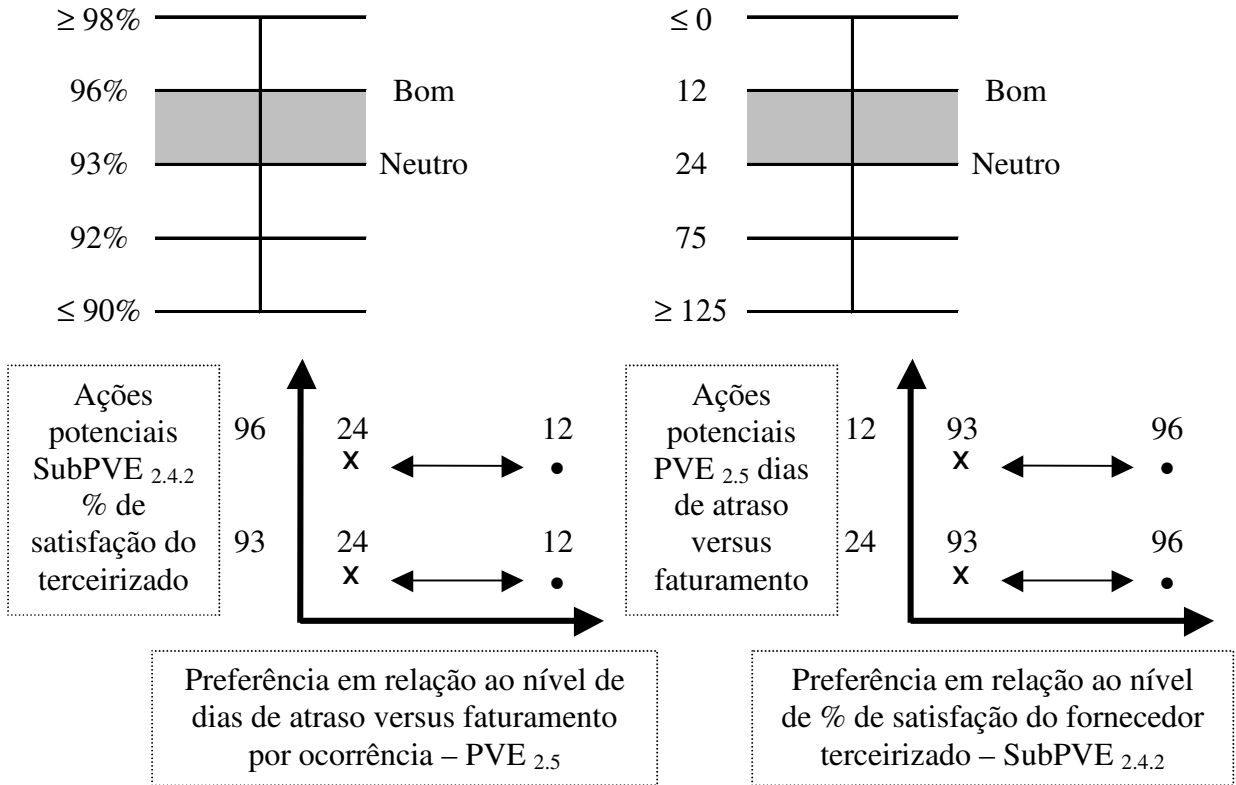 ≥ 98%
96%
Bom
93%
Neutro
92%
≤ 90%
≤ 0
12
Bom
24
Neutro
75
≥ 125
Ações
potenciais
SubPVE 2.4.2
% de
satisfação do
terceirizado
96
24
x
12
93
24
x
12
Preferência em relação ao nível de
dias de atraso versus faturamento
por ocorrência – PVE 2.5
Ações
potenciais
PVE 2.5 dias
de atraso
versus
faturamento
12
93
x
96
24
93
x
96
Preferência em relação ao nível
de % de satisfação do fornecedor
terceirizado – SubPVE 2.4.2